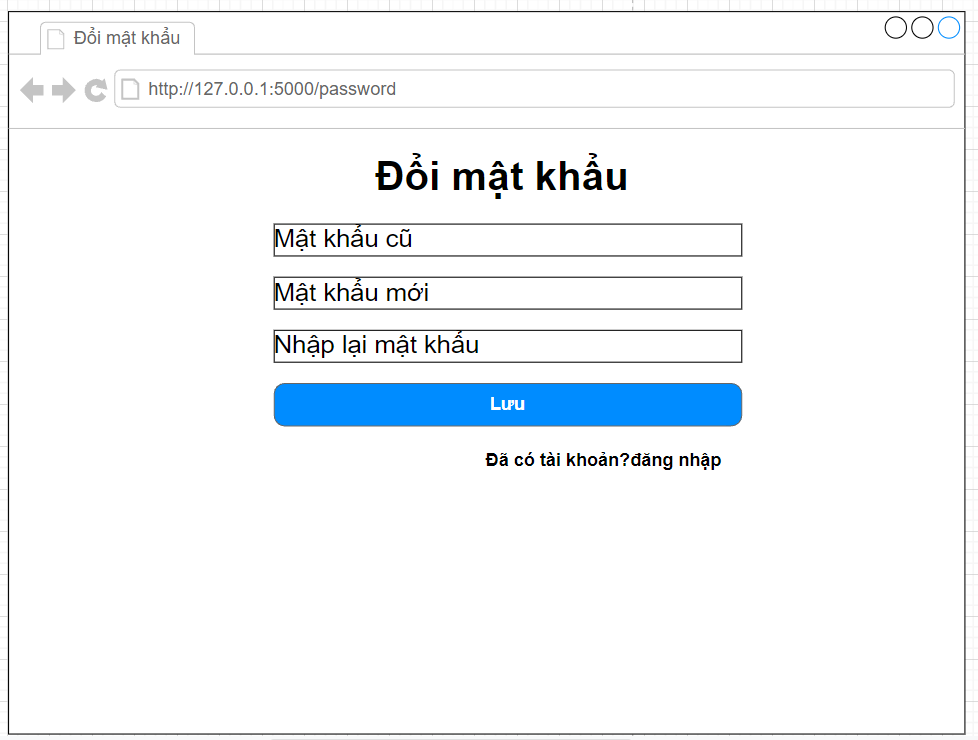 Đổi mật khẩu
http://127.0.0.1:5000/password
Đổi mật khẩu
Mật khẩu cũ
Mật khẩu mới
Nhập lại mật khẩu
Lưu
Đã có tài khoản?đăng nhập